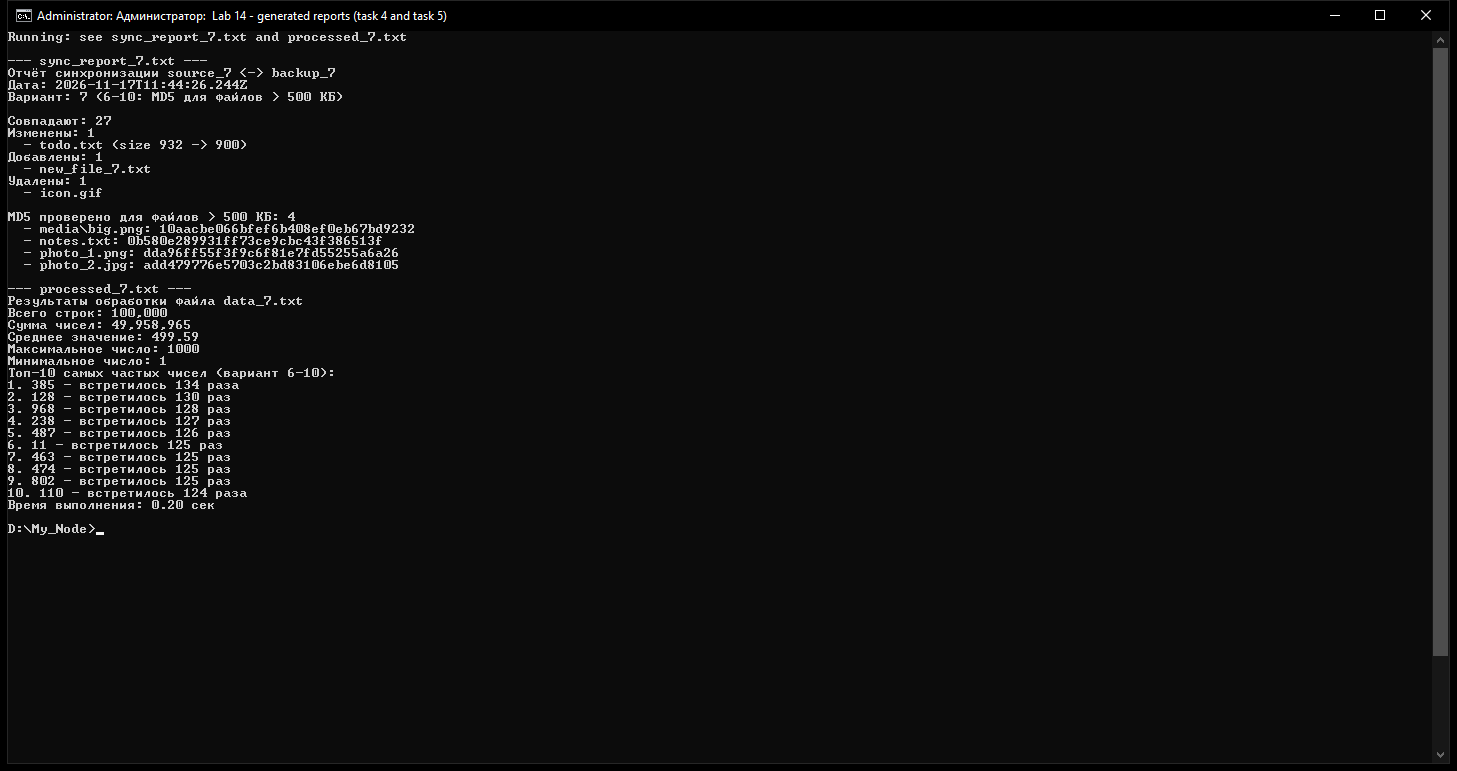 Administrator: Администратор:  Lab 14 - generated reports (task 4 and task 5)
Running: see sync_report_7.txt and processed_7.txt
--- sync_report_7.txt ---
Отчёт синхронизации source_7 <-> backup_7
Дата: 2026-11-17T11:44:26.244Z
Вариант: 7 (6-10: MD5 для файлов > 500 КБ)
Совпадают: 27
Изменены: 1
  - todo.txt (size 932 -> 900)
Добавлены: 1
  - new_file_7.txt
Удалены: 1
  - icon.gif
MD5 проверено для файлов > 500 КБ: 4
  - media\big.png: 10aacbe066bfef6b408ef0eb67bd9232
  - notes.txt: 0b580e289931ff73ce9cbc43f386513f
  - photo_1.png: dda96ff55f3f9c6f81e7fd55255a6a26
  - photo_2.jpg: add479776e5703c2bd83106ebe6d8105
--- processed_7.txt ---
Результаты обработки файла data_7.txt
Всего строк: 100,000
Сумма чисел: 49,958,965
Среднее значение: 499.59
Максимальное число: 1000
Минимальное число: 1
Топ-10 самых частых чисел (вариант 6-10):
1. 385 - встретилось 134 раза
2. 128 - встретилось 130 раз
3. 968 - встретилось 128 раз
4. 238 - встретилось 127 раз
5. 487 - встретилось 126 раз
6. 11 - встретилось 125 раз
7. 463 - встретилось 125 раз
8. 474 - встретилось 125 раз
9. 802 - встретилось 125 раз
10. 110 - встретилось 124 раза
Время выполнения: 0.20 сек
D:\My_Node>